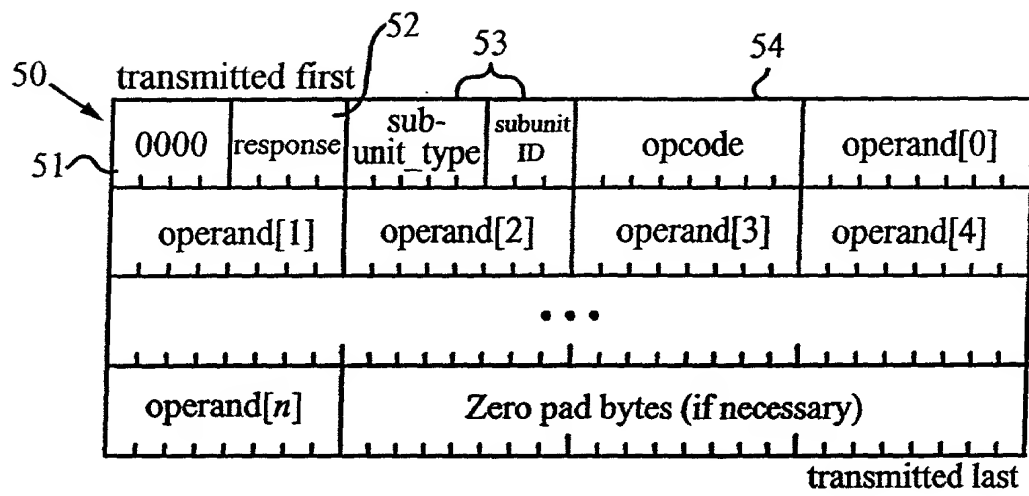 52
53
54
50
transmitted first
51
0000
response
sub-
unit_type
subunit
ID
opcode
operand[0]
operand[1]
operand[2]
operand[3]
operand[4]
• • •
operand[n]
Zero pad bytes (if necessary)
transmitted last